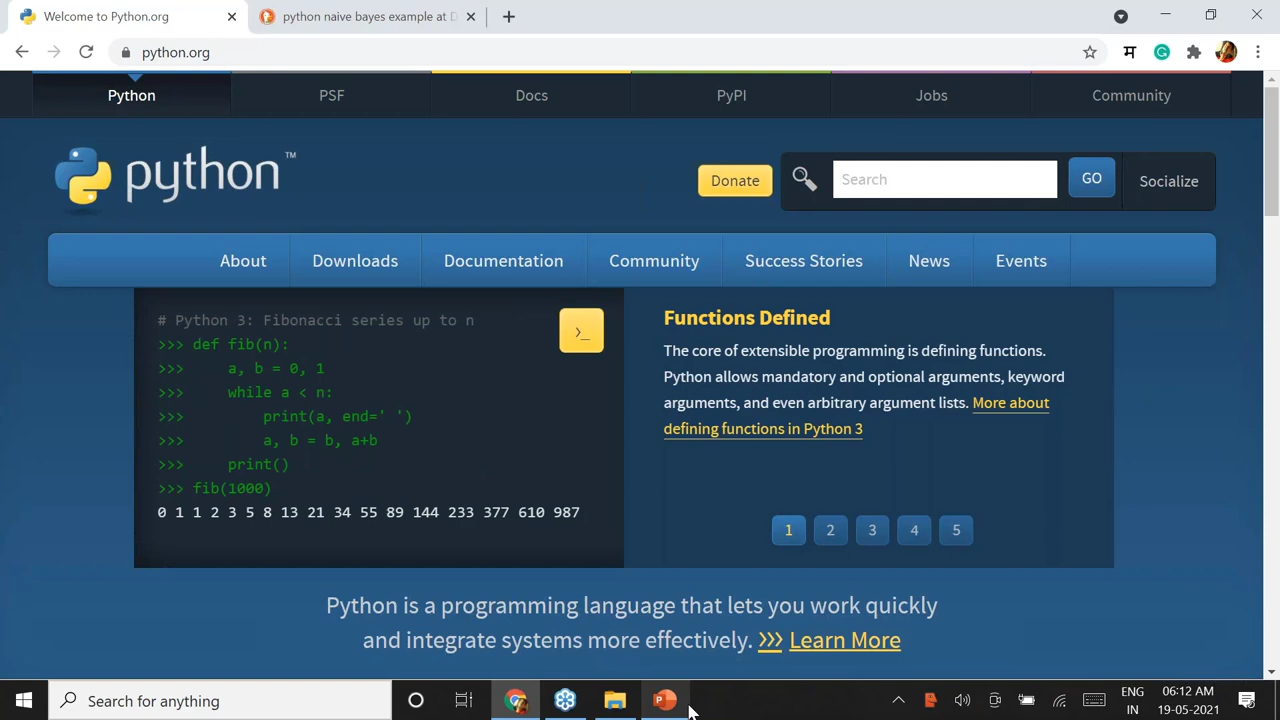 Welcome to Python.org
python naive bayes example at D
python.org
Python
PSF
Docs
PyPI
Jobs
Community
python™
Donate
Search
GO
Socialize
About
Downloads
Documentation
Community
Success Stories
News
Events
# Python 3: Fibonacci series up to n
>>> def fib(n):
>>>     a, b = 0, 1
>>>     while a < n:
>>>         print(a, end=' ')
>>>         a, b = b, a+b
>>>     print()
>>> fib(1000)
0 1 1 2 3 5 8 13 21 34 55 89 144 233 377 610 987
>_
Functions Defined
The core of extensible programming is defining functions.
Python allows mandatory and optional arguments, keyword
arguments, and even arbitrary argument lists. More about
defining functions in Python 3
1 2 3 4 5
Python is a programming language that lets you work quickly
and integrate systems more effectively. >>> Learn More
Search for anything
ENG
IN
06:12 AM
19-05-2021